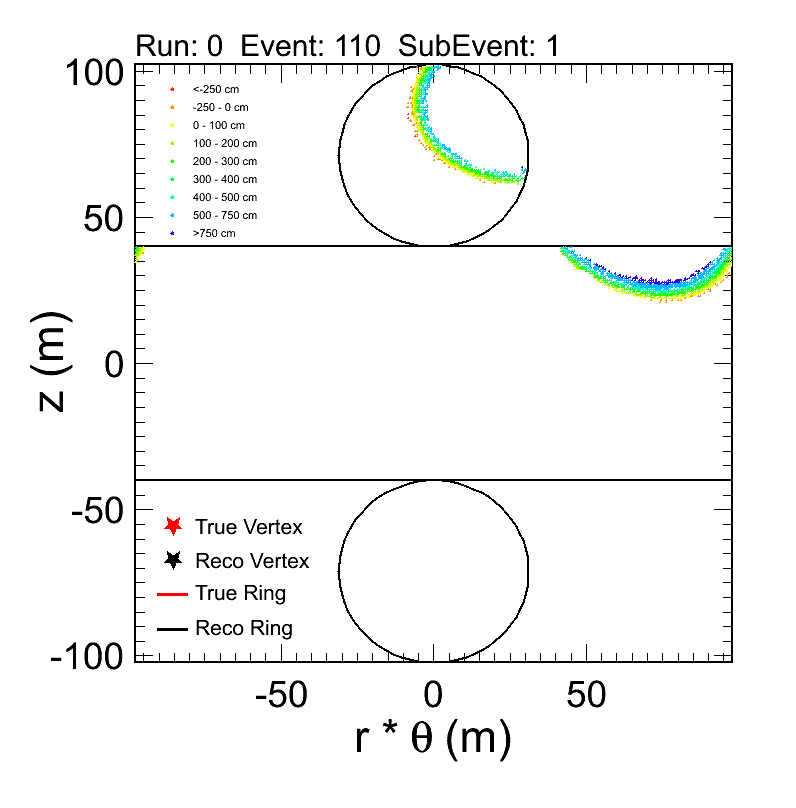 Run: 0 Event: 110 SubEvent: 1
100
<-250 cm
-250 - 0 cm
0 - 100 cm
100 - 200 cm
200 - 300 cm
300 - 400 cm
400 - 500 cm
500 - 750 cm
>750 cm
50
0
z (m)
-50
True Vertex
Reco Vertex
True Ring
Reco Ring
-100
-50 0 50
r * θ (m)